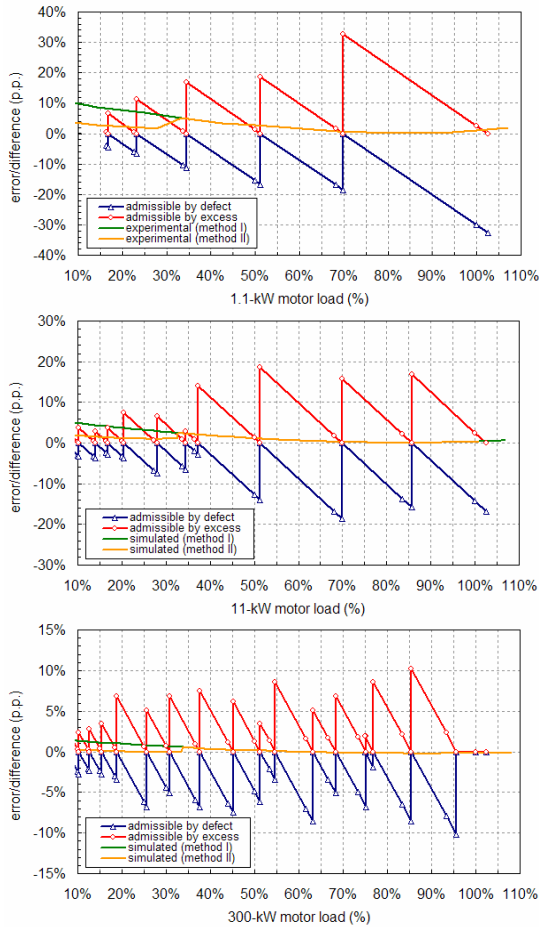 40%
30%
20%
10%
0%
-10%
-20%
-30%
-40%
error/difference (p.p.)
admissible by defect
admissible by excess
experimental (method I)
experimental (method II)
10% 20% 30% 40% 50% 60% 70% 80% 90% 100% 110%
1.1-kW motor load (%)
30%
20%
10%
0%
-10%
-20%
-30%
error/difference (p.p.)
admissible by defect
admissible by excess
simulated (method I)
simulated (method II)
10% 20% 30% 40% 50% 60% 70% 80% 90% 100% 110%
11-kW motor load (%)
15%
10%
5%
0%
-5%
-10%
-15%
error/difference (p.p.)
admissible by defect
admissible by excess
simulated (method I)
simulated (method II)
10% 20% 30% 40% 50% 60% 70% 80% 90% 100% 110%
300-kW motor load (%)